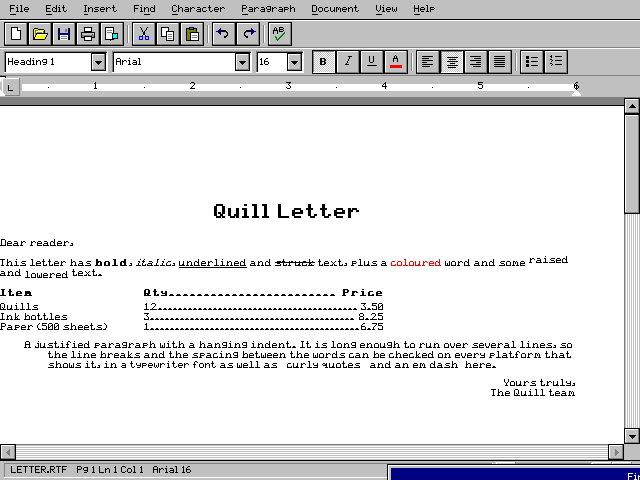 File Edit Insert Find Character Paragraph Document View Help
ABC
Heading 1 Arial 16 B I U A
L 1 2 3 4 5 6
Quill Letter
Dear reader,
This letter has bold, italic, underlined and struck text, plus a coloured word and some raised
and lowered text.
Item Qty........................ Price
Quills 12........................ 3.50
Ink bottles 3........................ 8.25
Paper (500 sheets) 1........................ 6.75
A justified paragraph with a hanging indent. It is long enough to run over several lines, so
the line breaks and the spacing between the words can be checked on every platform that
shows it, in a typewriter font as well as curly quotes and an em dash here.
Yours truly,
The Quill team
LETTER.RTF Pg 1 Ln 1 Col 1 Arial 16